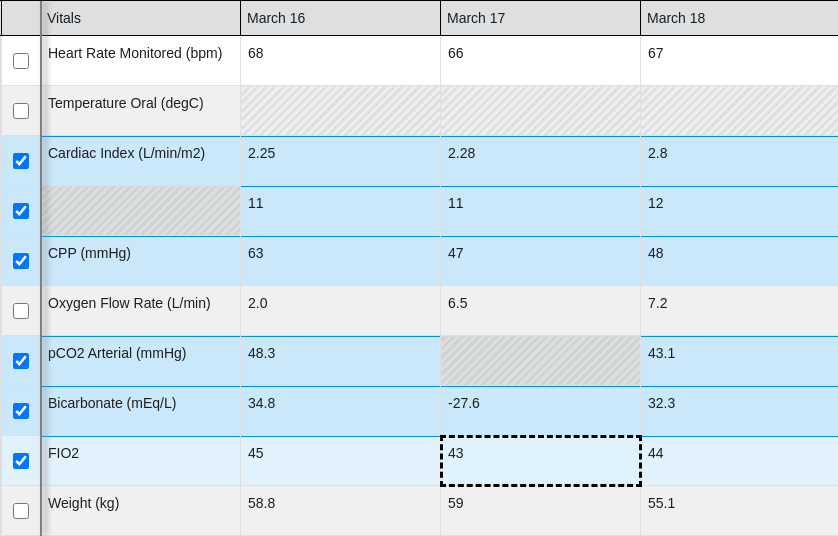 Vitals March 16 March 17 March 18
Heart Rate Monitored (bpm) 68 66 67
Temperature Oral (degC)
Cardiac Index (L/min/m2) 2.25 2.28 2.8
11 11 12
CPP (mmHg) 63 47 48
Oxygen Flow Rate (L/min) 2.0 6.5 7.2
pCO2 Arterial (mmHg) 48.3 43.1
Bicarbonate (mEq/L) 34.8 -27.6 32.3
FIO2 45 43 44
Weight (kg) 58.8 59 55.1